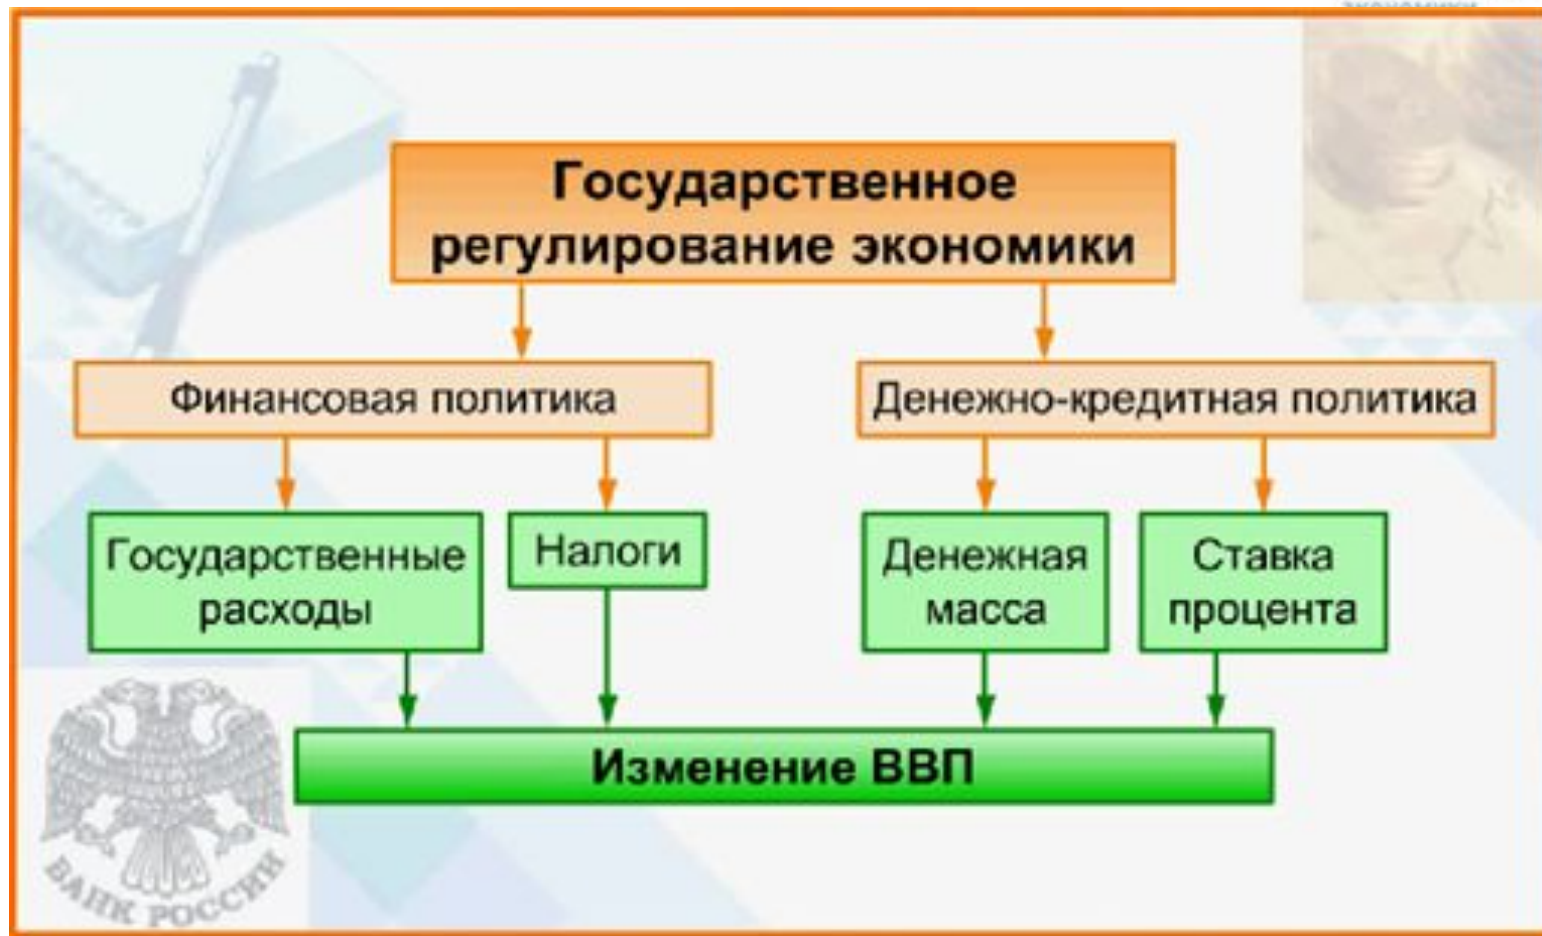 экономики
Государственное
регулирование экономики
Финансовая политика
Денежно-кредитная политика
Государственные
расходы
Налоги
Денежная
масса
Ставка
процента
Изменение ВВП
БАНК РОССИИ